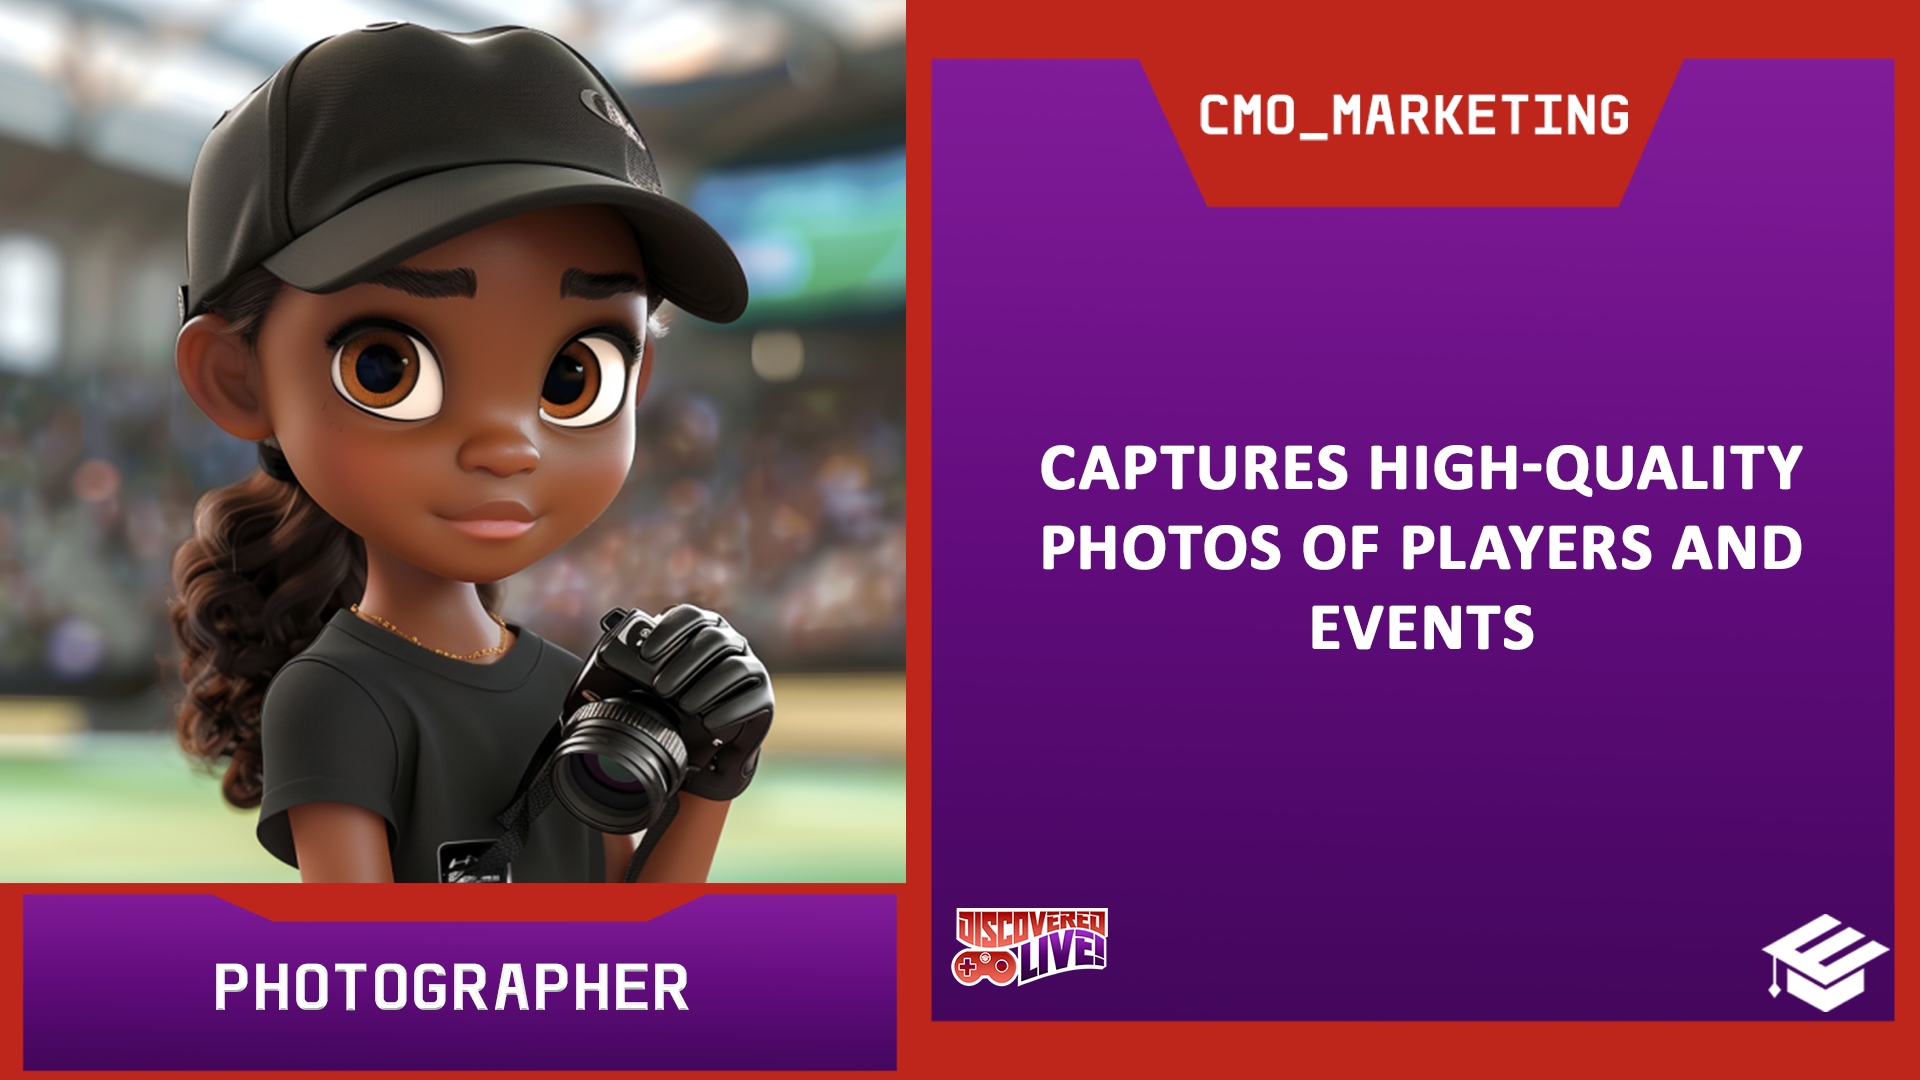 CMO_MARKETING
CAPTURES HIGH-QUALITY
PHOTOS OF PLAYERS AND
EVENTS
PHOTOGRAPHER
DISCOVERED
LIVE!